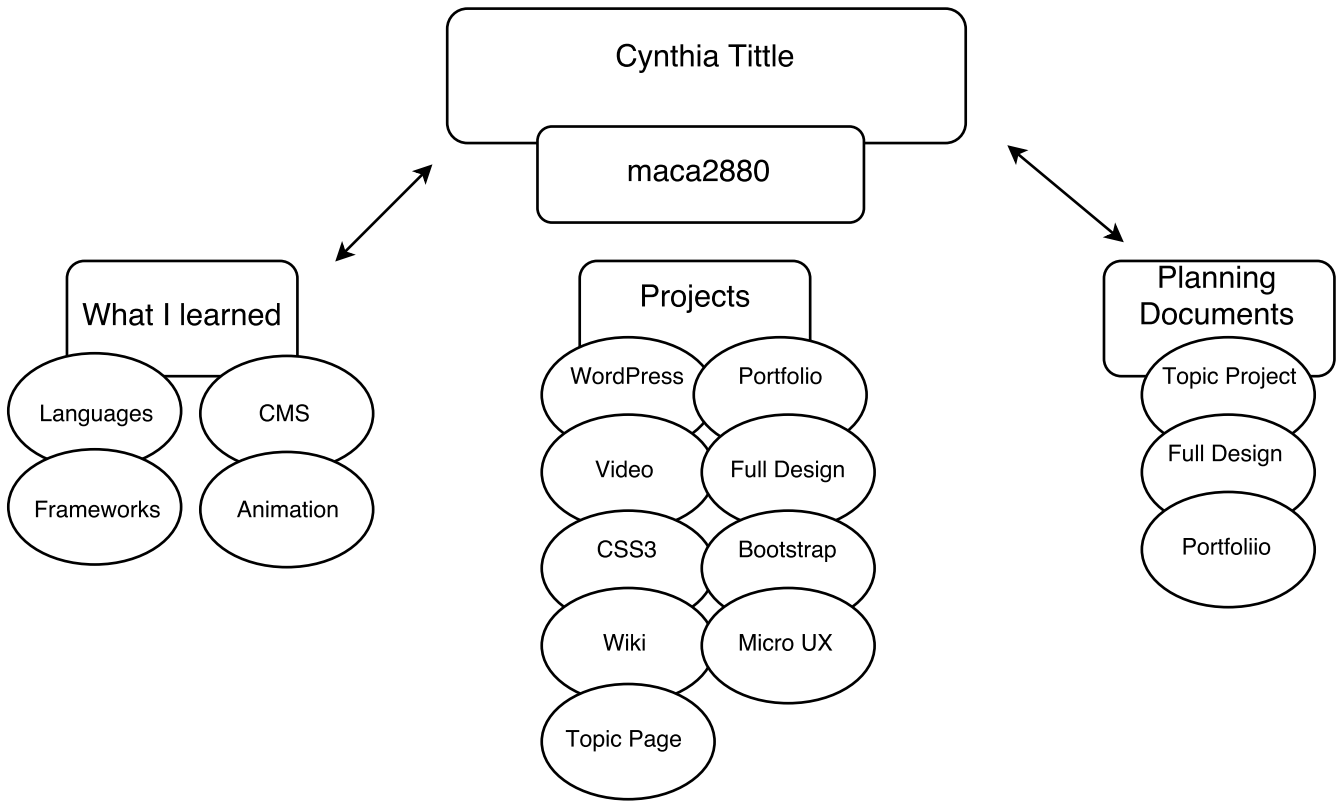 Cynthia Tittle
maca2880
What I learned
Languages
CMS
Frameworks
Animation
Projects
WordPress
Portfolio
Video
Full Design
CSS3
Bootstrap
Wiki
Micro UX
Topic Page
Planning
Documents
Topic Project
Full Design
Portfoliio